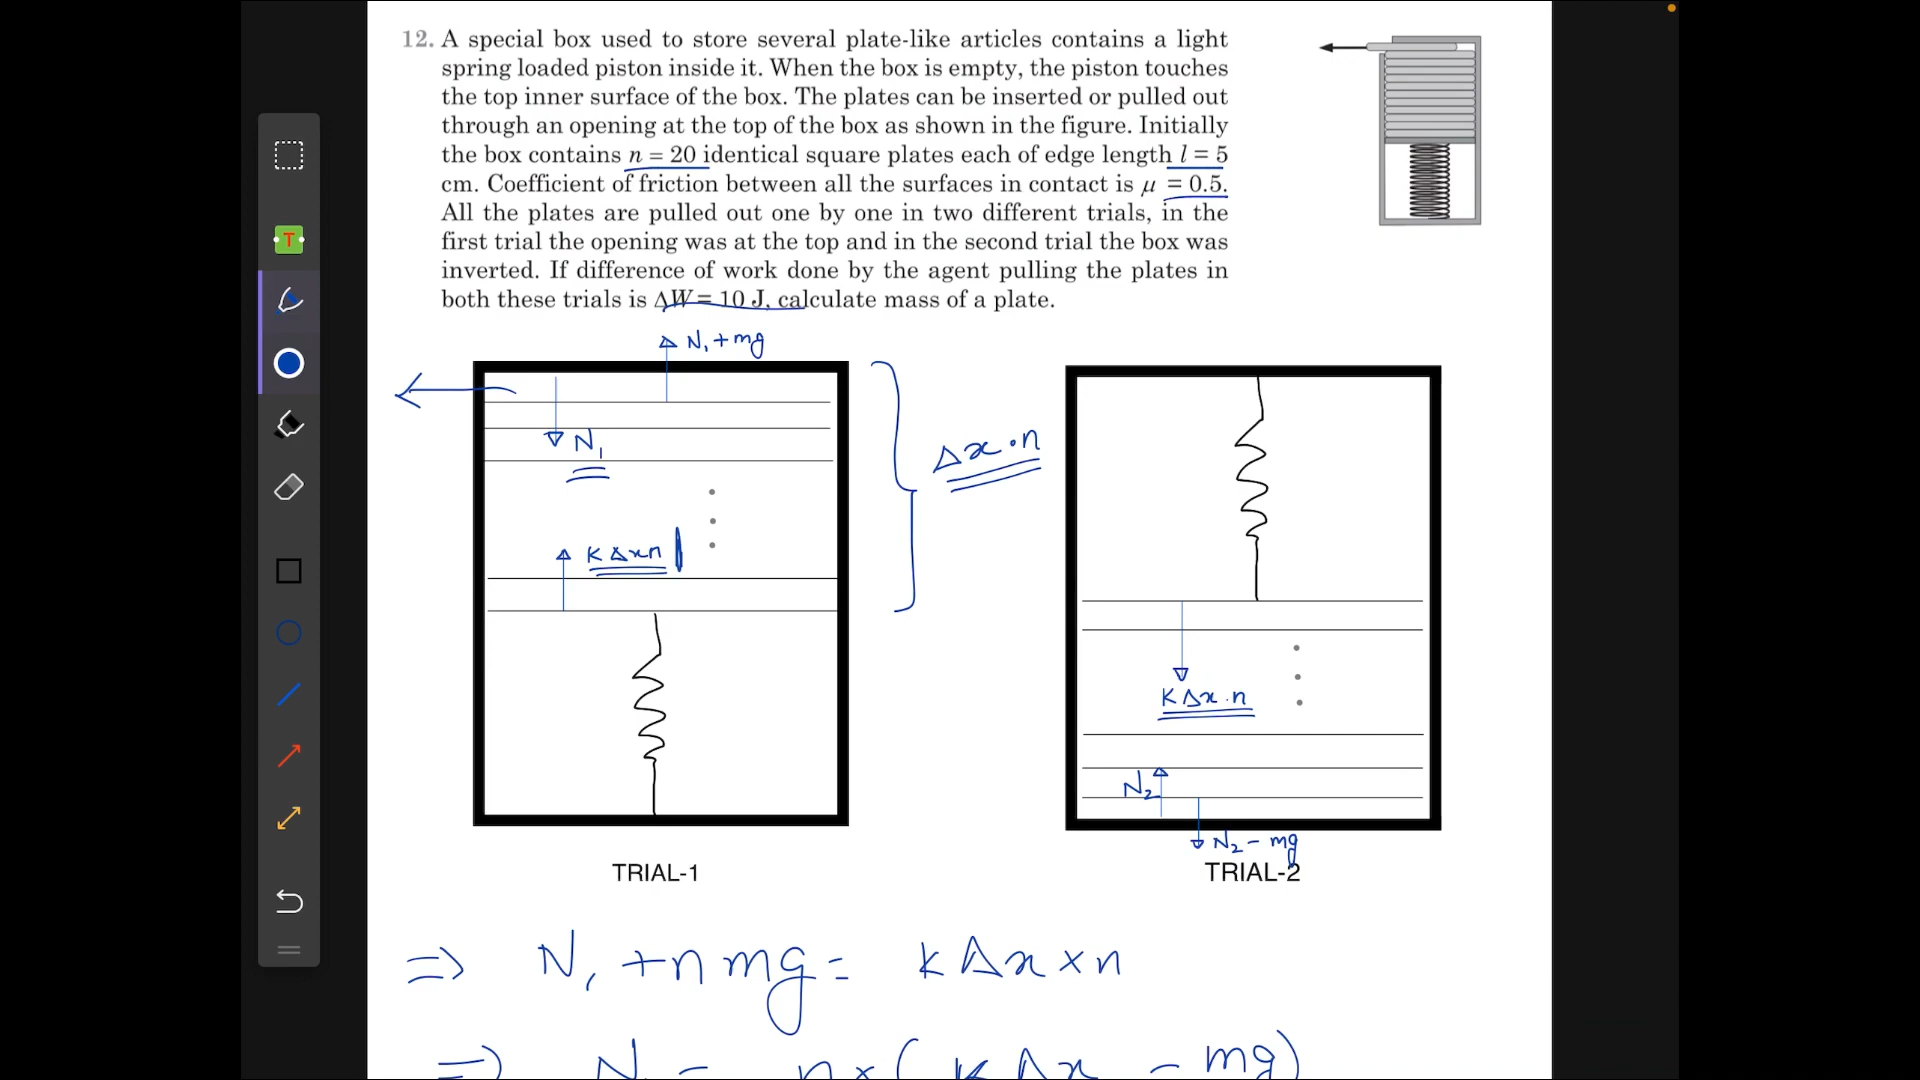 12. A special box used to store several plate-like articles contains a light
spring loaded piston inside it. When the box is empty, the piston touches
the top inner surface of the box. The plates can be inserted or pulled out
through an opening at the top of the box as shown in the figure. Initially
the box contains n = 20 identical square plates each of edge length l = 5
cm. Coefficient of friction between all the surfaces in contact is μ = 0.5.
All the plates are pulled out one by one in two different trials, in the
first trial the opening was at the top and in the second trial the box was
inverted. If difference of work done by the agent pulling the plates in
both these trials is ΔW = 10 J, calculate mass of a plate.
T
N₁ + mg
N₁
Δx · n
KΔxn
KΔx · n
N₂
N₂ - mg
TRIAL-1
TRIAL-2
⇒ N₁ + n mg = kΔx × n
⇒ N₁ = n × ( kΔx - mg )